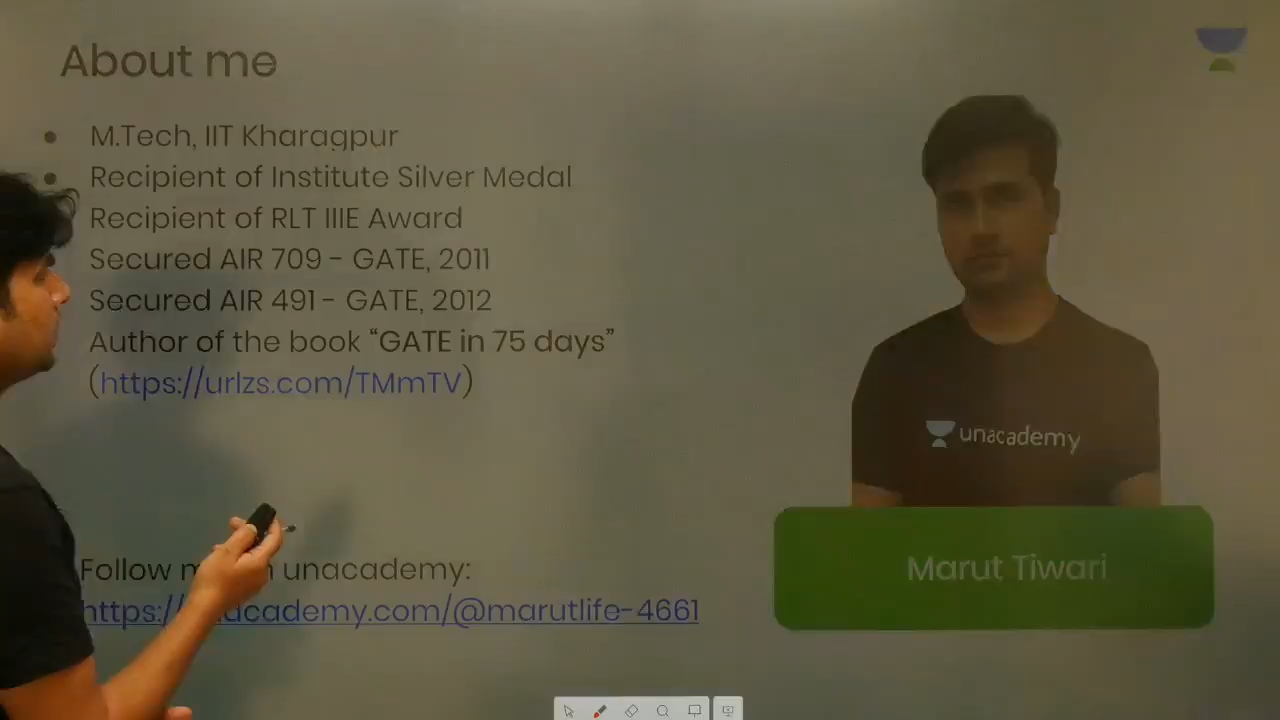 About me
M.Tech, IIT Kharagpur
Recipient of Institute Silver Medal
Recipient of RLT IIIE Award
Secured AIR 709 - GATE, 2011
Secured AIR 491 - GATE, 2012
Author of the book “GATE in 75 days”
(https://urlzs.com/TMmTV)
unacademy
Marut Tiwari
Follow unacademy:
https:// .com/@marutlife-4661